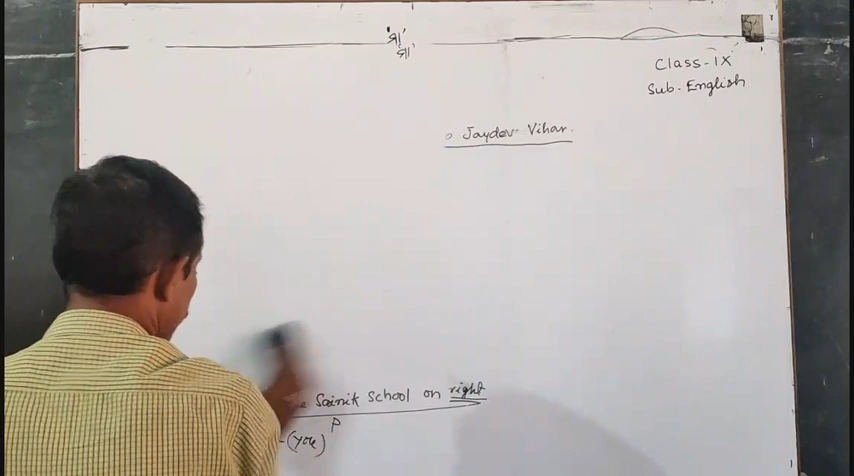 'ଶ୍ରୀ'
ଶ୍ରୀ'
Class-IX
Sub-English
o Jaydev Vihar.
Sainik School on right
P
-(you)